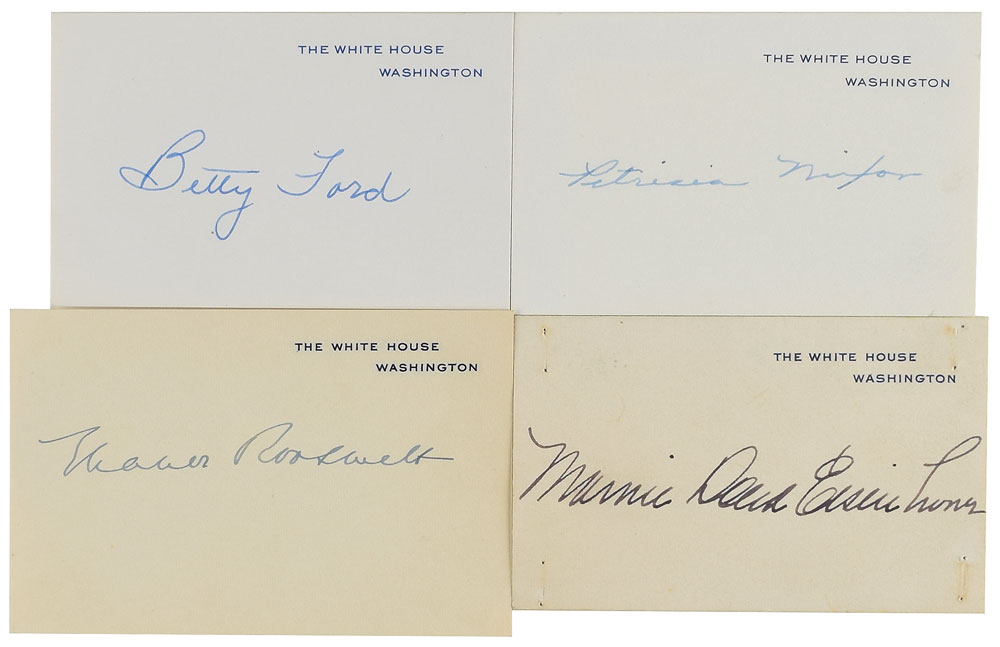 THE WHITE HOUSE
WASHINGTON
Betty Ford
THE WHITE HOUSE
WASHINGTON
Patricia Nixon
THE WHITE HOUSE
WASHINGTON
Eleanor Roosevelt
THE WHITE HOUSE
WASHINGTON
Mamie Doud Eisenhower